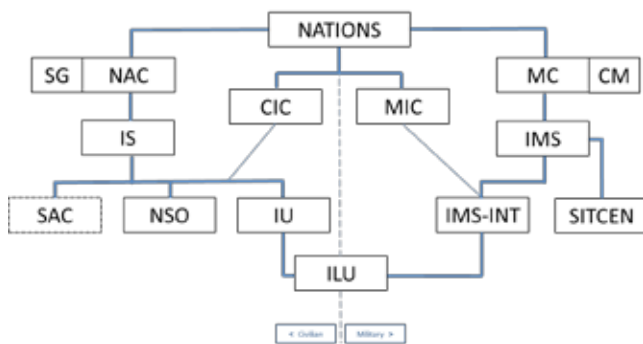 NATIONS
SG NAC MC CM
CIC MIC
IS IMS
SAC NSO IU IMS-INT SITCEN
ILU
< Civilian Military >